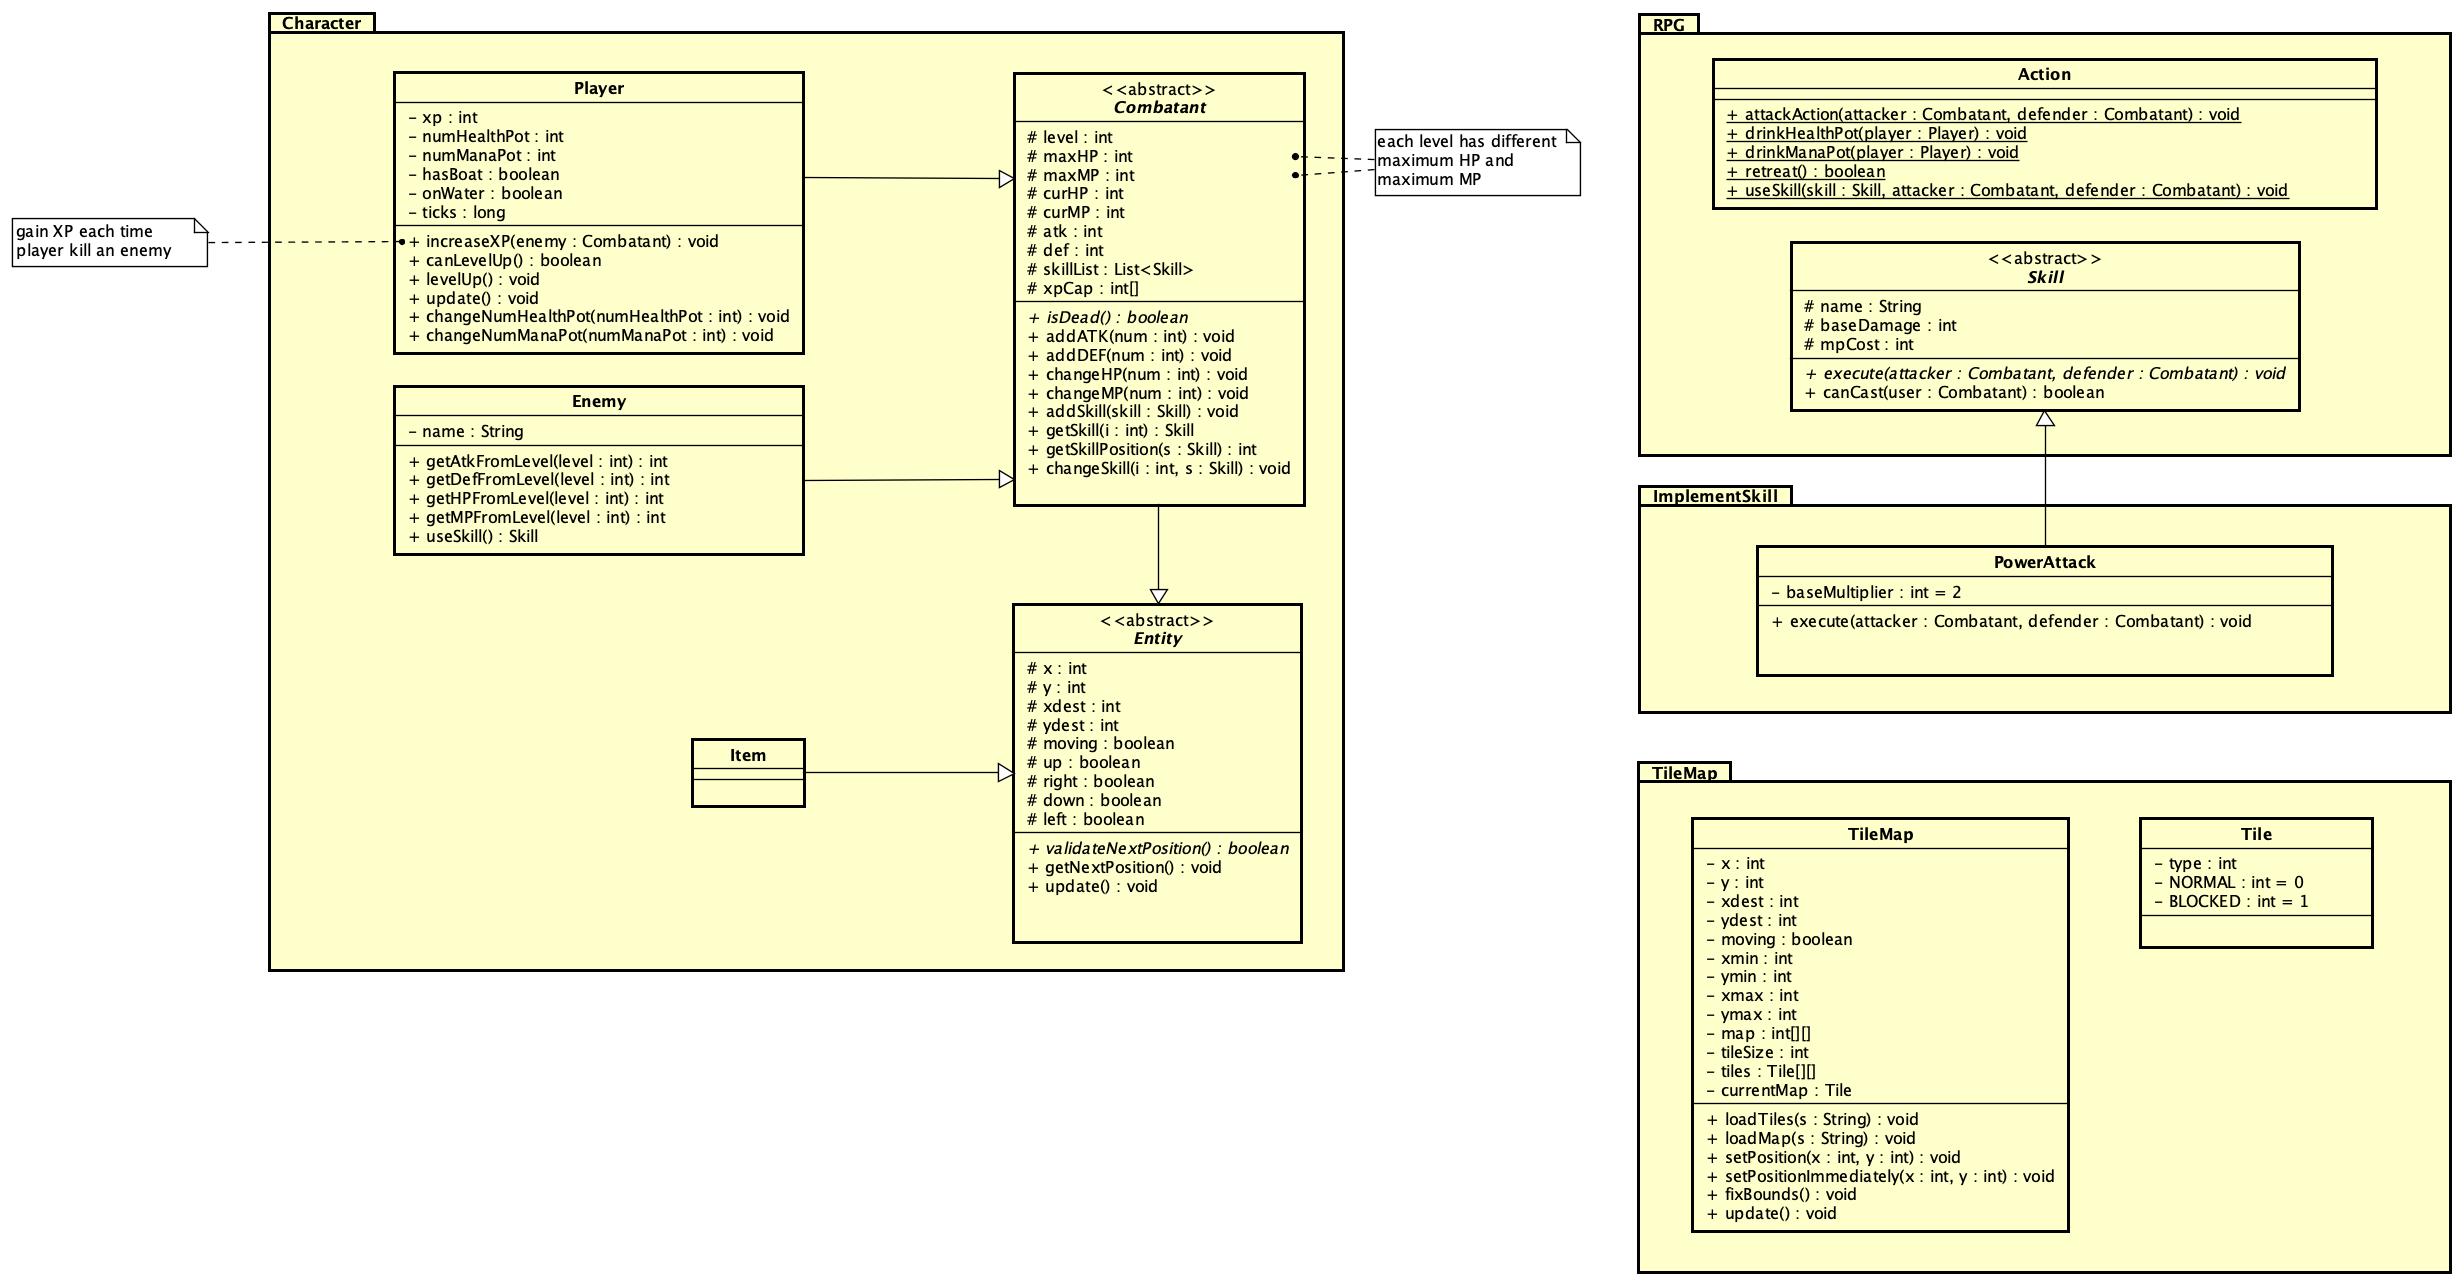 Character
Player
- xp : int
- numHealthPot : int
- numManaPot : int
- hasBoat : boolean
- onWater : boolean
- ticks : long
+ increaseXP(enemy : Combatant) : void
+ canLevelUp() : boolean
+ levelUp() : void
+ update() : void
+ changeNumHealthPot(numHealthPot : int) : void
+ changeNumManaPot(numManaPot : int) : void
gain XP each time
player kill an enemy
Enemy
- name : String
+ getAtkFromLevel(level : int) : int
+ getDefFromLevel(level : int) : int
+ getHPFromLevel(level : int) : int
+ getMPFromLevel(level : int) : int
+ useSkill() : Skill
<<abstract>>
Combatant
# level : int
# maxHP : int
# maxMP : int
# curHP : int
# curMP : int
# atk : int
# def : int
# skillList : List<Skill>
# xpCap : int[]
+ isDead() : boolean
+ addATK(num : int) : void
+ addDEF(num : int) : void
+ changeHP(num : int) : void
+ changeMP(num : int) : void
+ addSkill(skill : Skill) : void
+ getSkill(i : int) : Skill
+ getSkillPosition(s : Skill) : int
+ changeSkill(i : int, s : Skill) : void
each level has different
maximum HP and
maximum MP
<<abstract>>
Entity
# x : int
# y : int
# xdest : int
# ydest : int
# moving : boolean
# up : boolean
# right : boolean
# down : boolean
# left : boolean
+ validateNextPosition() : boolean
+ getNextPosition() : void
+ update() : void
Item
RPG
Action
+ attackAction(attacker : Combatant, defender : Combatant) : void
+ drinkHealthPot(player : Player) : void
+ drinkManaPot(player : Player) : void
+ retreat() : boolean
+ useSkill(skill : Skill, attacker : Combatant, defender : Combatant) : void
<<abstract>>
Skill
# name : String
# baseDamage : int
# mpCost : int
+ execute(attacker : Combatant, defender : Combatant) : void
+ canCast(user : Combatant) : boolean
ImplementSkill
PowerAttack
- baseMultiplier : int = 2
+ execute(attacker : Combatant, defender : Combatant) : void
TileMap
TileMap
- x : int
- y : int
- xdest : int
- ydest : int
- moving : boolean
- xmin : int
- ymin : int
- xmax : int
- ymax : int
- map : int[][]
- tileSize : int
- tiles : Tile[][]
- currentMap : Tile
+ loadTiles(s : String) : void
+ loadMap(s : String) : void
+ setPosition(x : int, y : int) : void
+ setPositionImmediately(x : int, y : int) : void
+ fixBounds() : void
+ update() : void
Tile
- type : int
- NORMAL : int = 0
- BLOCKED : int = 1